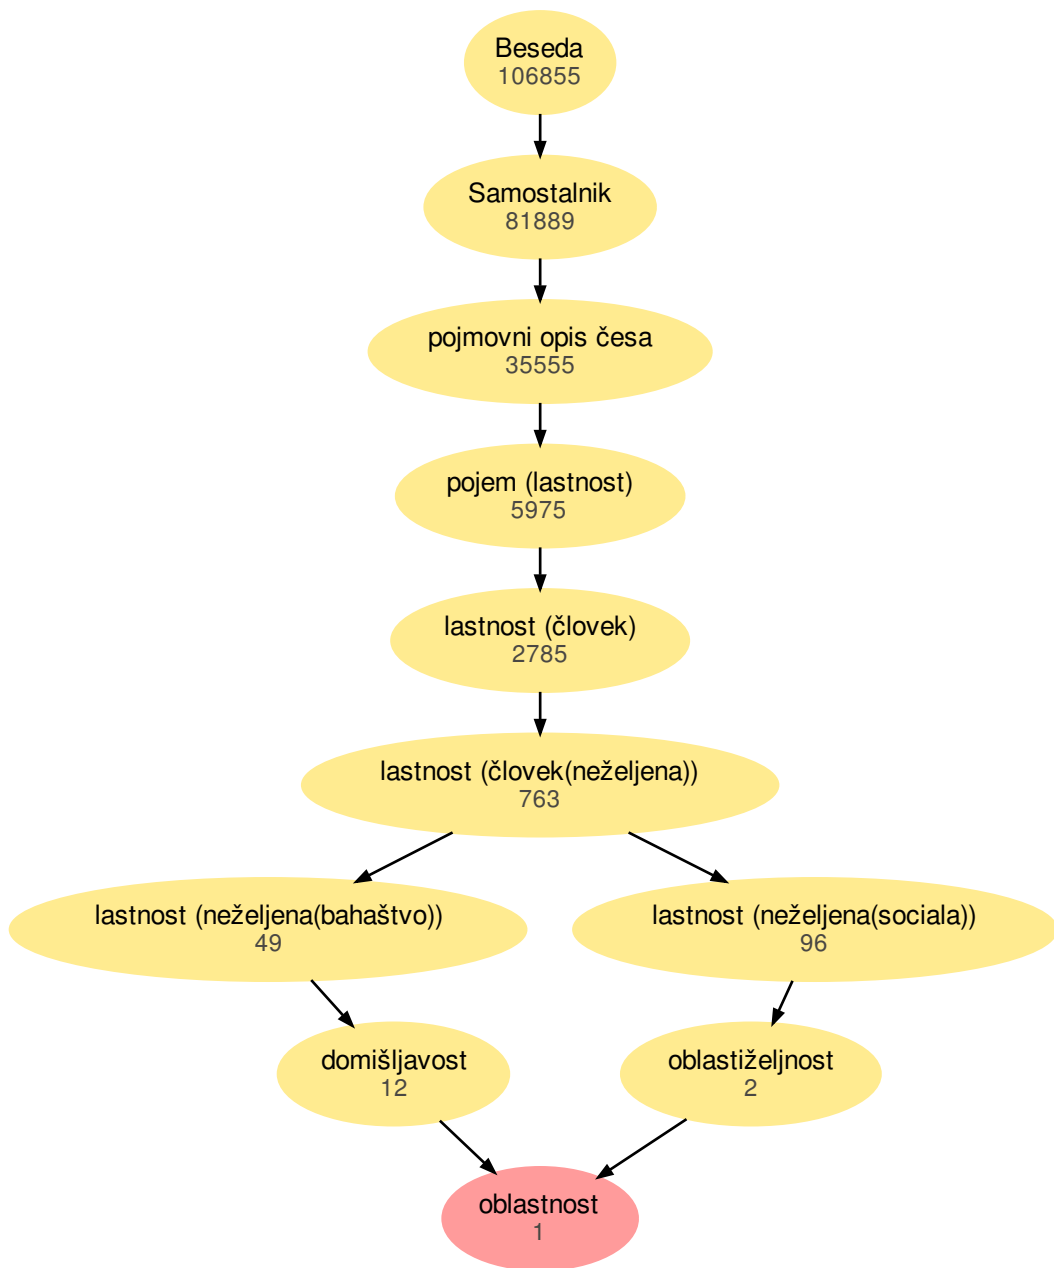 Beseda
106855
Samostalnik
81889
pojmovni opis česa
35555
pojem (lastnost)
5975
lastnost (človek)
2785
lastnost (človek(neželjena))
763
lastnost (neželjena(bahaštvo))
49
lastnost (neželjena(sociala))
96
domišljavost
12
oblastiželjnost
2
oblastnost
1